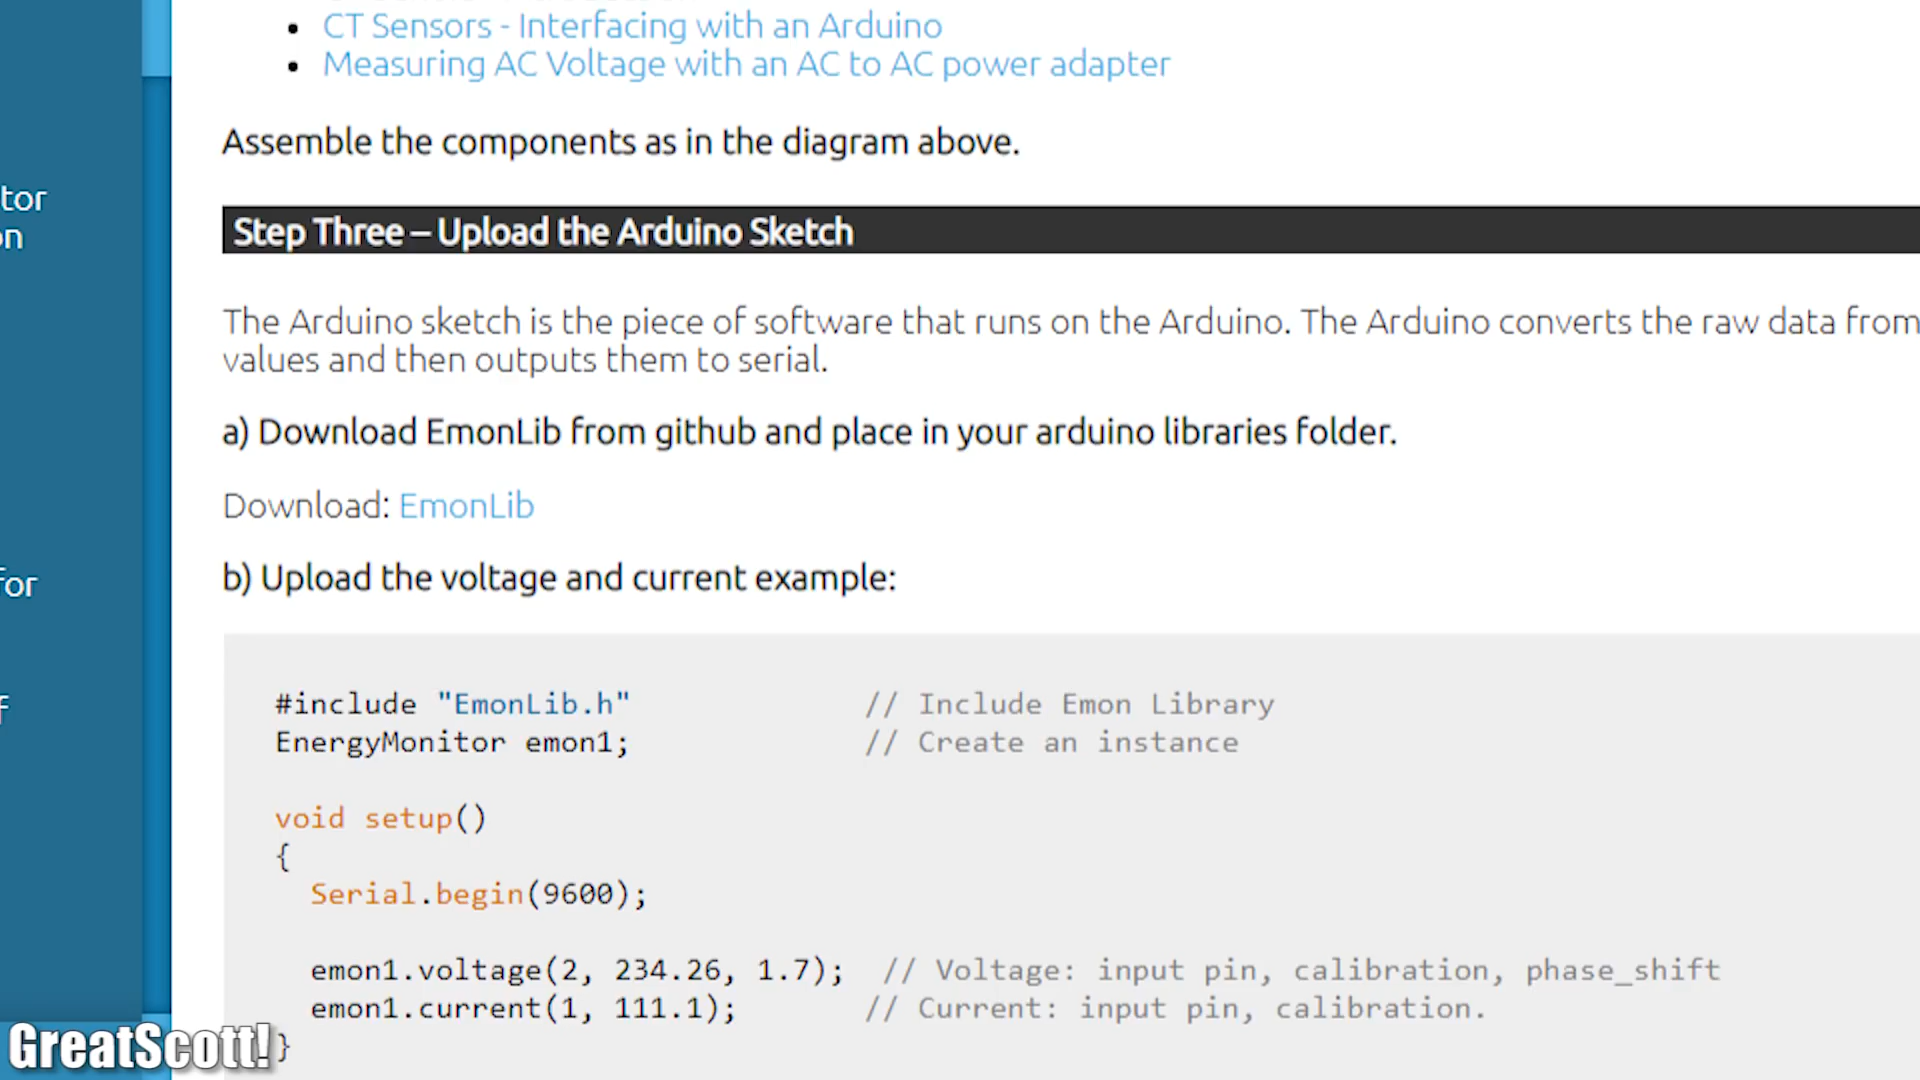 CT Sensors - Interfacing with an Arduino
Measuring AC Voltage with an AC to AC power adapter
Assemble the components as in the diagram above.
tor
on
Step Three – Upload the Arduino Sketch
The Arduino sketch is the piece of software that runs on the Arduino. The Arduino converts the raw data from
values and then outputs them to serial.
a) Download EmonLib from github and place in your arduino libraries folder.
Download: EmonLib
b) Upload the voltage and current example:
for
f
#include "EmonLib.h" // Include Emon Library
EnergyMonitor emon1; // Create an instance
void setup()
{
Serial.begin(9600);
emon1.voltage(2, 234.26, 1.7); // Voltage: input pin, calibration, phase_shift
emon1.current(1, 111.1); // Current: input pin, calibration.
}
GreatScott!